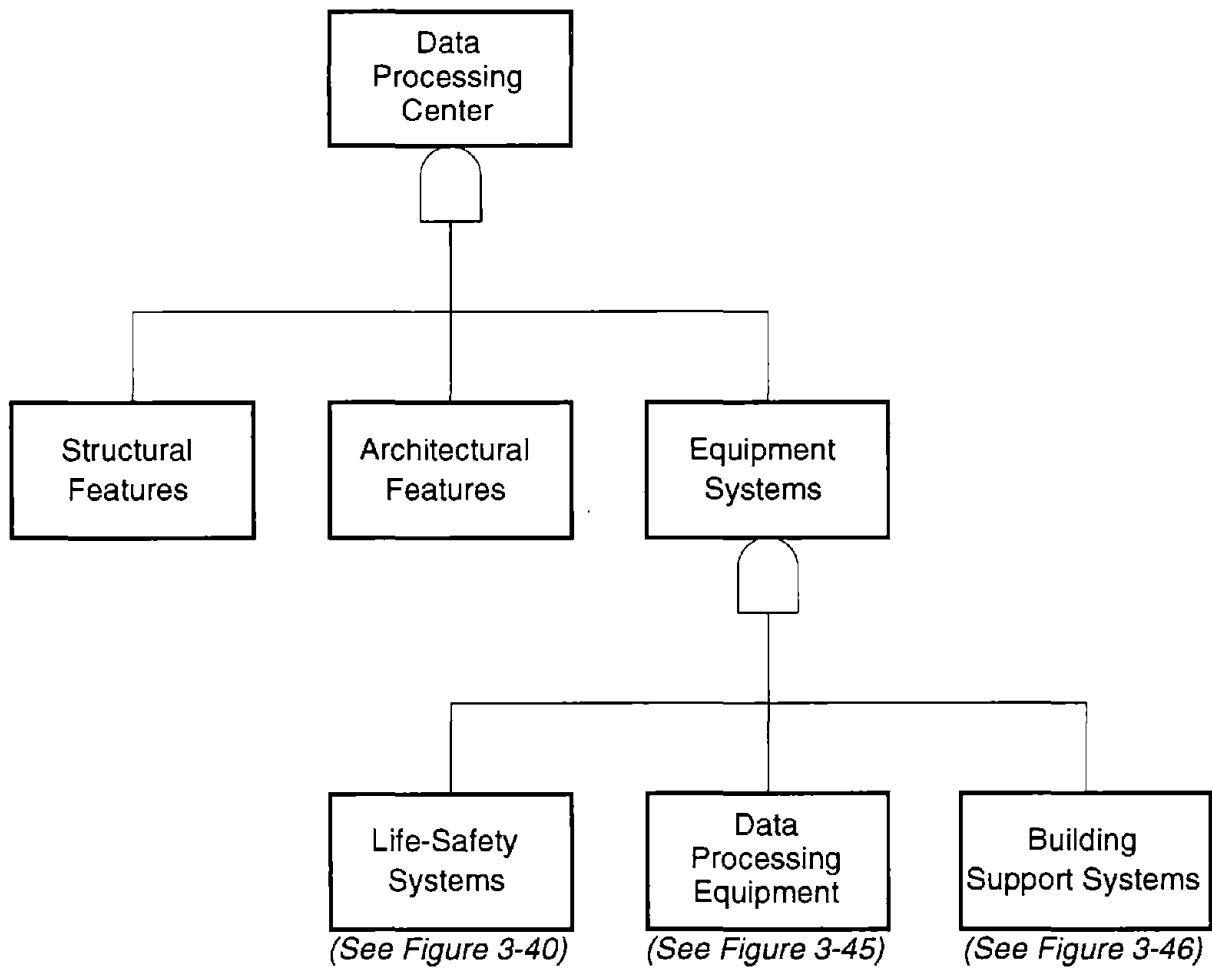 Data
Processing
Center
Structural
Features
Architectural
Features
Equipment
Systems
Life-Safety
Systems
(See Figure 3-40)
Data
Processing
Equipment
(See Figure 3-45)
Building
Support Systems
(See Figure 3-46)